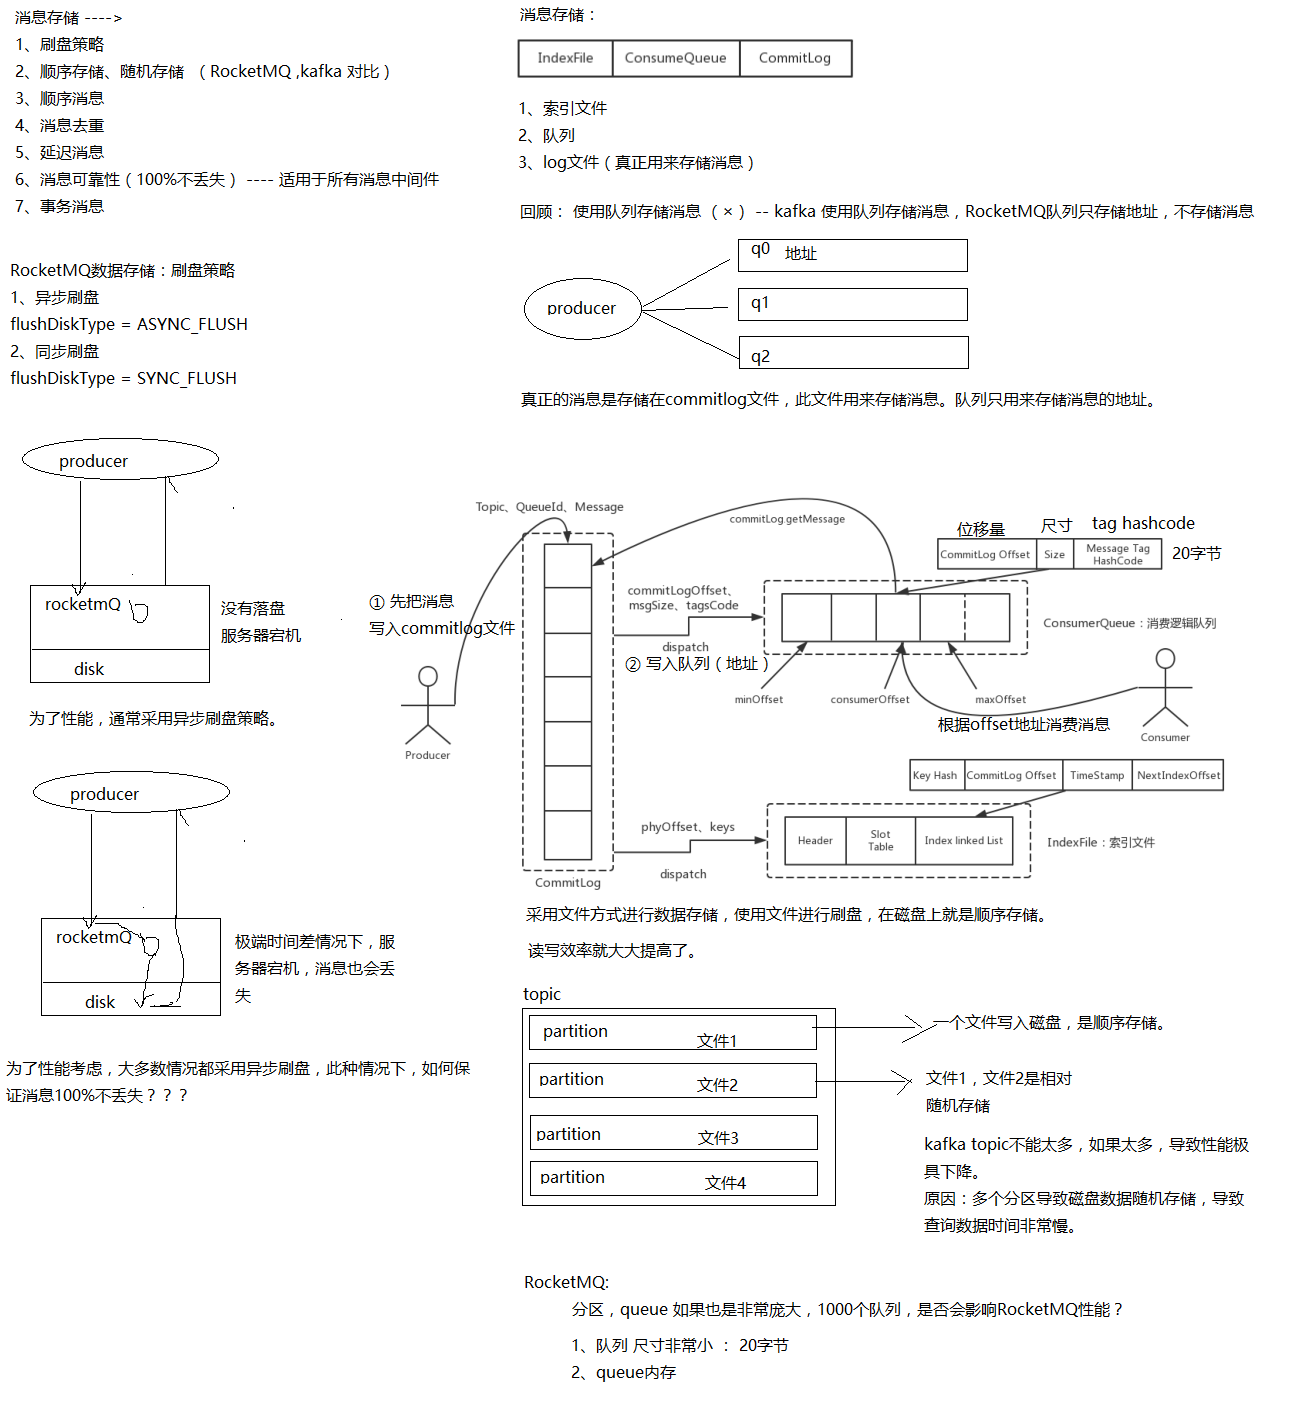 消息存储 ---->
1、刷盘策略
2、顺序存储、随机存储 （ RocketMQ ,kafka 对比 ）
3、顺序消息
4、消息去重
5、延迟消息
6、消息可靠性（ 100%不丢失 ） ---- 适用于所有消息中间件
7、事务消息
RocketMQ数据存储：刷盘策略
1、异步刷盘
flushDiskType = ASYNC_FLUSH
2、同步刷盘
flushDiskType = SYNC_FLUSH
producer
rocketmQ
disk
没有落盘
服务器宕机
为了性能，通常采用异步刷盘策略。
producer
rocketmQ
disk
极端时间差情况下，服
务器宕机，消息也会丢
失
为了性能考虑，大多数情况都采用异步刷盘，此种情况下，如何保
证消息100%不丢失？？？
消息存储：
IndexFile
ConsumeQueue
CommitLog
1、索引文件
2、队列
3、log文件（ 真正用来存储消息 ）
回顾： 使用队列存储消息 （ × ） -- kafka 使用队列存储消息，RocketMQ队列只存储地址，不存储消息
producer
q0 地址
q1
q2
真正的消息是存储在commitlog文件，此文件用来存储消息。队列只用来存储消息的地址。
Topic、QueueId、Message
commitLog.getMessage
位移量
尺寸
tag hashcode
CommitLog Offset
Size
Message Tag
HashCode
20字节
① 先把消息
写入commitlog文件
commitLogOffset、
msgSize、tagsCode
dispatch
② 写入队列（ 地址 ）
ConsumerQueue：消费逻辑队列
minOffset
consumerOffset
maxOffset
根据offset地址消费消息
Consumer
Producer
Key Hash
CommitLog Offset
TimeStamp
NextIndexOffset
phyOffset、keys
dispatch
Header
Slot
Table
Index linked List
IndexFile：索引文件
CommitLog
采用文件方式进行数据存储，使用文件进行刷盘，在磁盘上就是顺序存储。
读写效率就大大提高了。
topic
partition 文件1
partition 文件2
partition 文件3
partition 文件4
一个文件写入磁盘，是顺序存储。
文件1，文件2是相对
随机存储
kafka topic不能太多，如果太多，导致性能极
具下降。
原因：多个分区导致磁盘数据随机存储，导致
查询数据时间非常慢。
RocketMQ:
分区，queue 如果也是非常庞大，1000个队列，是否会影响RocketMQ性能？
1、队列 尺寸非常小 ： 20字节
2、queue内存